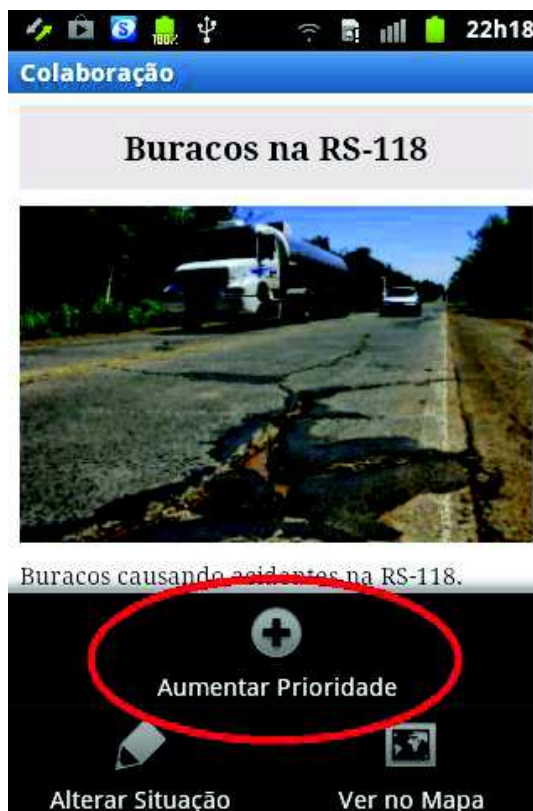 180%
22h18
Colaboração
Buracos na RS-118
Buracos causando acidentes na RS-118.
Aumentar Prioridade
Alterar Situação
Ver no Mapa